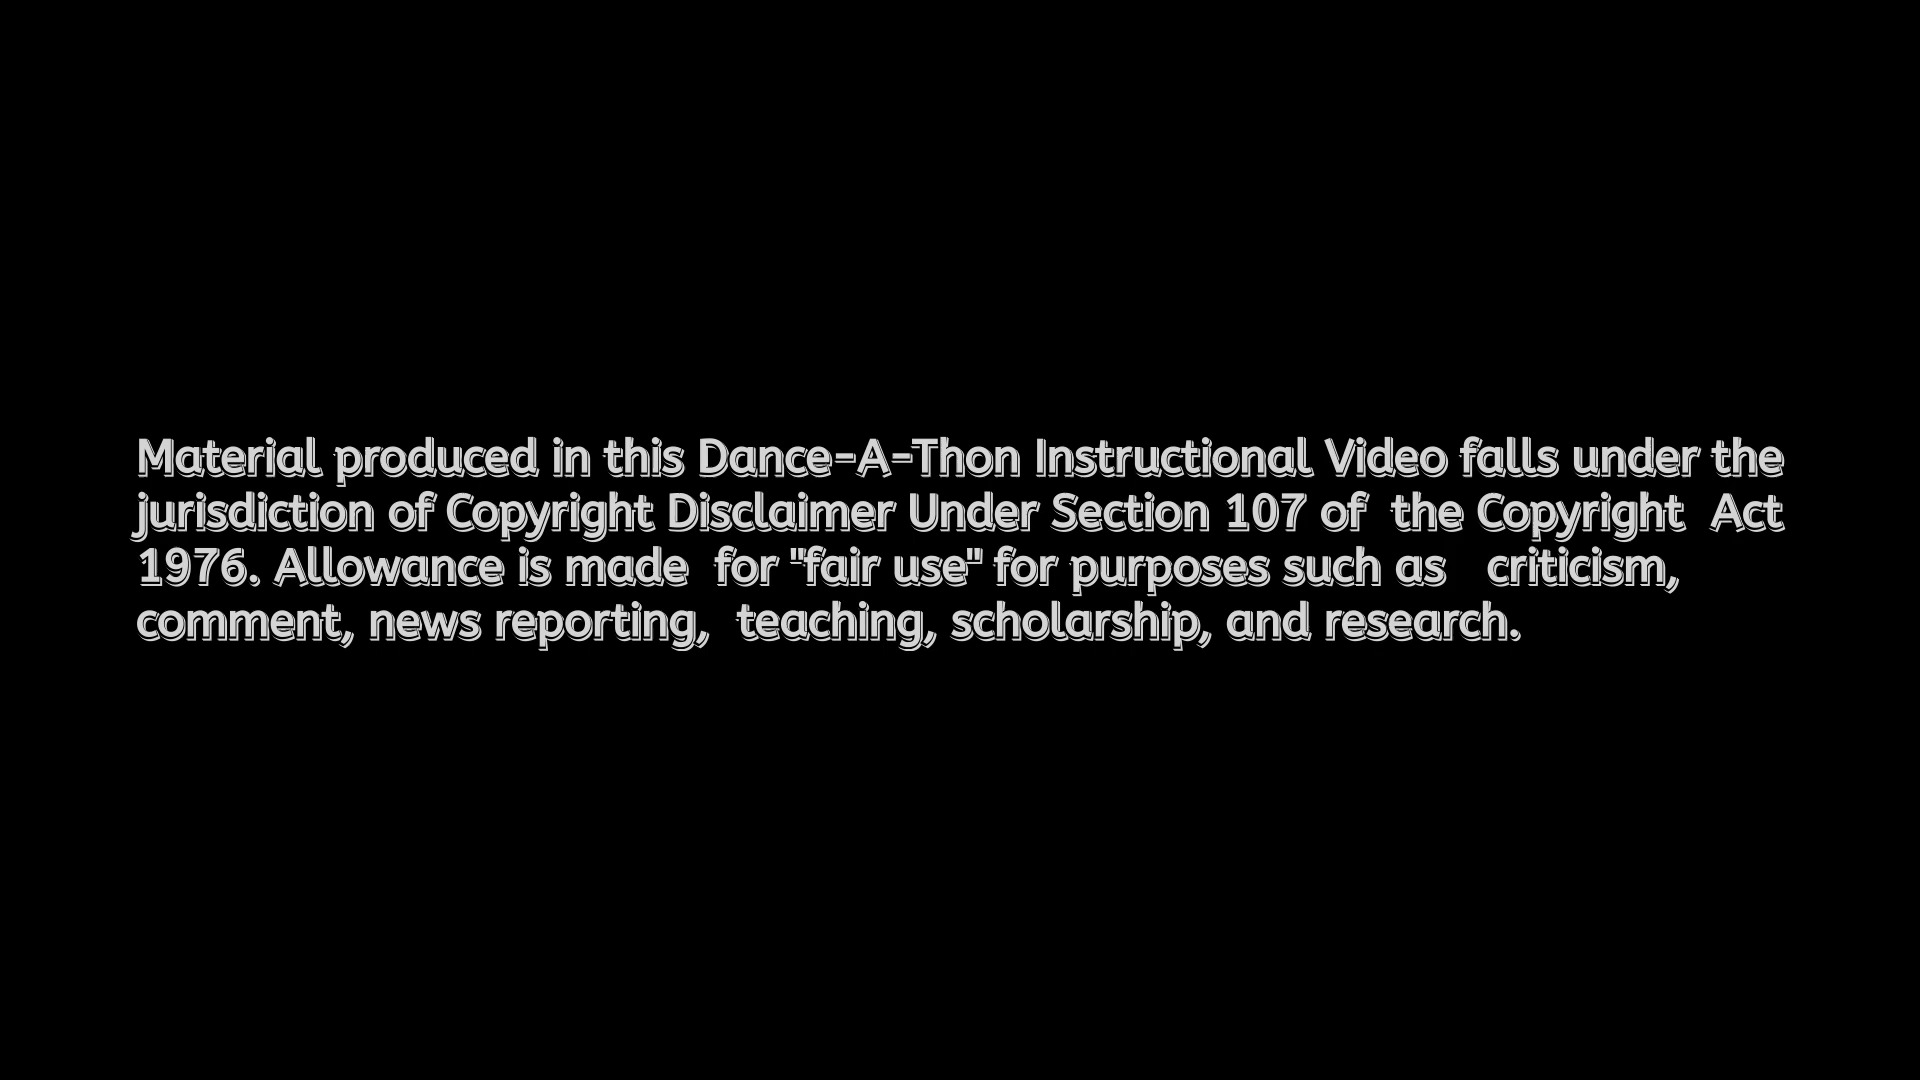 Material produced in this Dance-A-Thon Instructional Video falls under the
jurisdiction of Copyright Disclaimer Under Section 107 of  the Copyright  Act
1976. Allowance is made  for "fair use" for purposes such as   criticism,
comment, news reporting,  teaching, scholarship, and research.